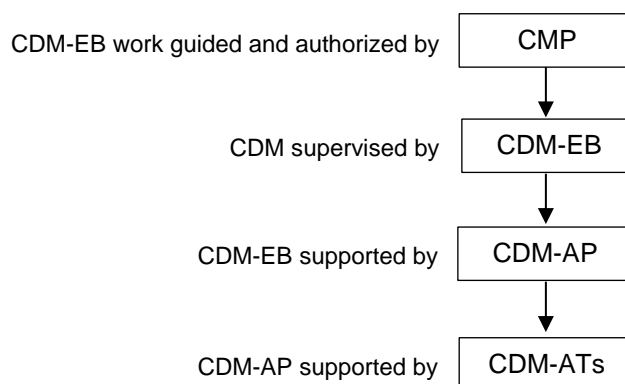 CDM-EB work guided and authorized by CMP
CDM supervised by CDM-EB
CDM-EB supported by CDM-AP
CDM-AP supported by CDM-ATs